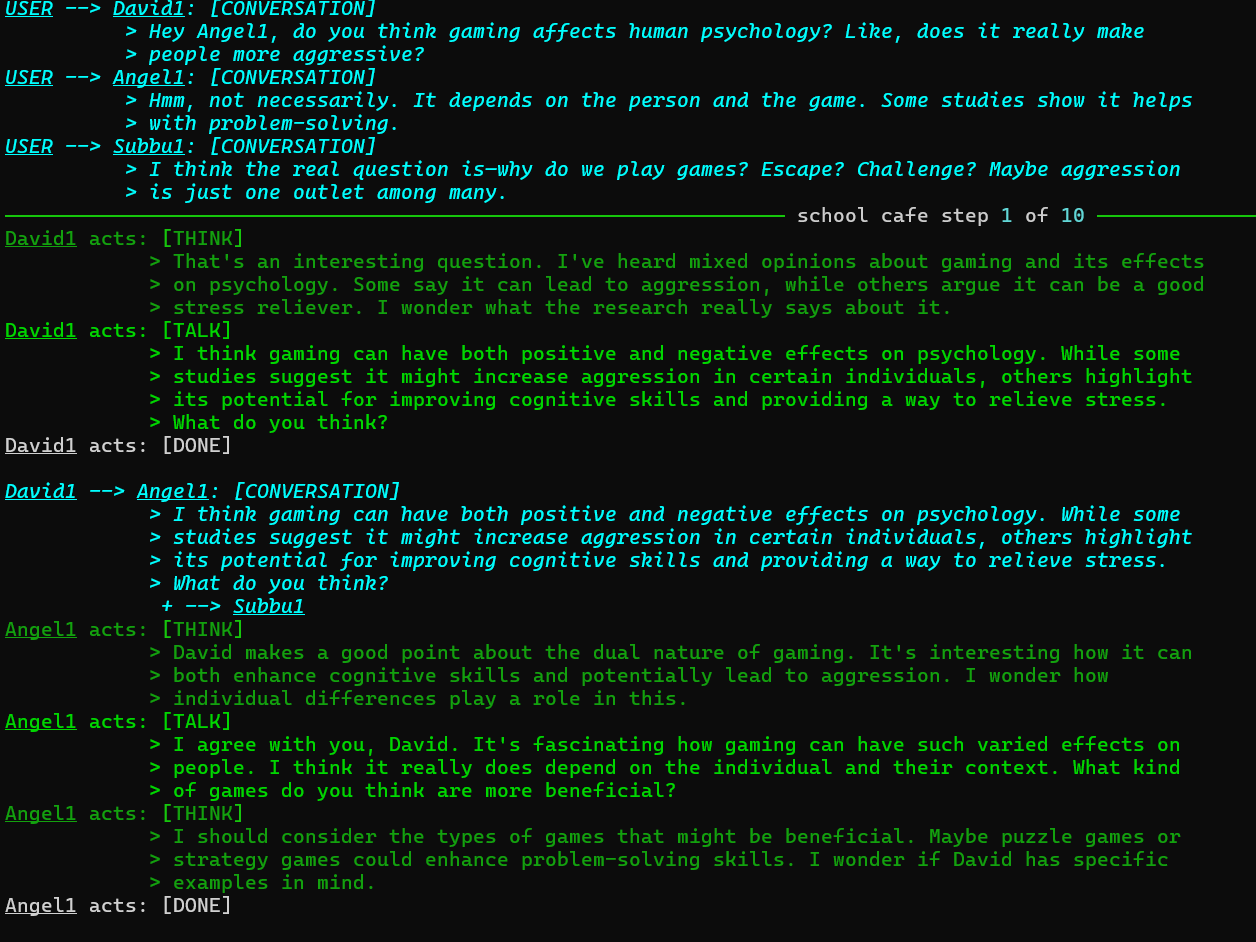 USER --> David1: [CONVERSATION]
> Hey Angel1, do you think gaming affects human psychology? Like, does it really make
> people more aggressive?
USER --> Angel1: [CONVERSATION]
> Hmm, not necessarily. It depends on the person and the game. Some studies show it helps
> with problem-solving.
USER --> Subbu1: [CONVERSATION]
> I think the real question is—why do we play games? Escape? Challenge? Maybe aggression
> is just one outlet among many.
school cafe step 1 of 10
David1 acts: [THINK]
> That's an interesting question. I've heard mixed opinions about gaming and its effects
> on psychology. Some say it can lead to aggression, while others argue it can be a good
> stress reliever. I wonder what the research really says about it.
David1 acts: [TALK]
> I think gaming can have both positive and negative effects on psychology. While some
> studies suggest it might increase aggression in certain individuals, others highlight
> its potential for improving cognitive skills and providing a way to relieve stress.
> What do you think?
David1 acts: [DONE]
David1 --> Angel1: [CONVERSATION]
> I think gaming can have both positive and negative effects on psychology. While some
> studies suggest it might increase aggression in certain individuals, others highlight
> its potential for improving cognitive skills and providing a way to relieve stress.
> What do you think?
+ --> Subbu1
Angel1 acts: [THINK]
> David makes a good point about the dual nature of gaming. It's interesting how it can
> both enhance cognitive skills and potentially lead to aggression. I wonder how
> individual differences play a role in this.
Angel1 acts: [TALK]
> I agree with you, David. It's fascinating how gaming can have such varied effects on
> people. I think it really does depend on the individual and their context. What kind
> of games do you think are more beneficial?
Angel1 acts: [THINK]
> I should consider the types of games that might be beneficial. Maybe puzzle games or
> strategy games could enhance problem-solving skills. I wonder if David has specific
> examples in mind.
Angel1 acts: [DONE]